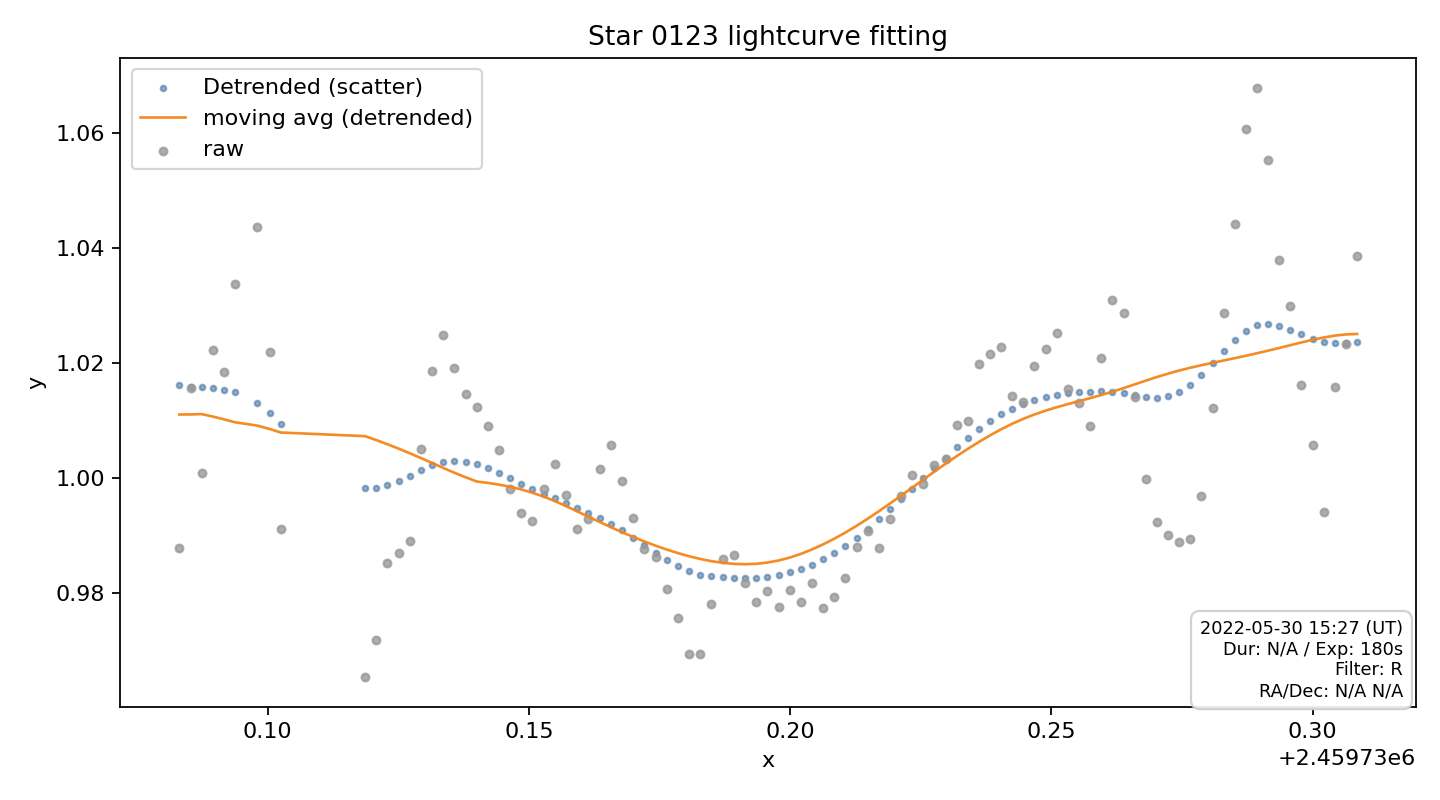 Star 0123 lightcurve fitting
Detrended (scatter)
moving avg (detrended)
raw
y
1.06
1.04
1.02
1.00
0.98
2022-05-30 15:27 (UT)
Dur: N/A / Exp: 180s
Filter: R
RA/Dec: N/A N/A
0.10 0.15 0.20 0.25 0.30
x
+2.45973e6